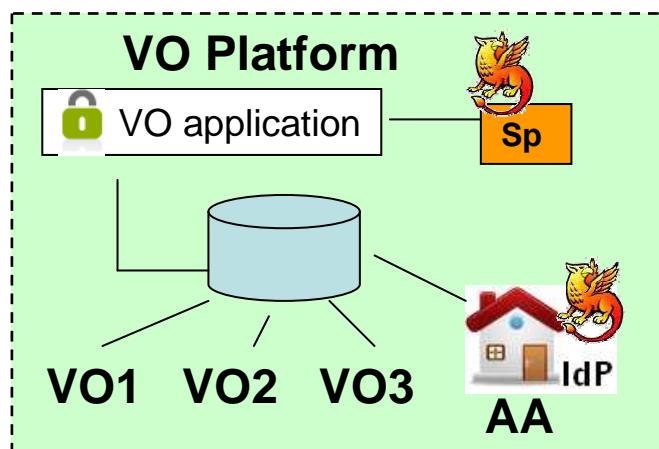 VO Platform
VO application
Sp
VO1 VO2 VO3
IdP
AA